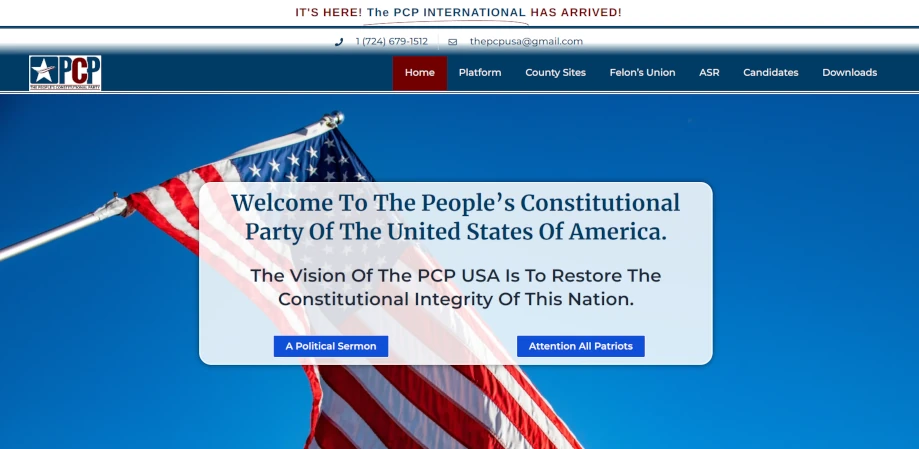 IT'S HERE! The PCP INTERNATIONAL HAS ARRIVED!
1 (724) 679-1512 thepcpusa@gmail.com
PCP
THE PEOPLE'S CONSTITUTIONAL PARTY
Home Platform County Sites Felon's Union ASR Candidates Downloads
Welcome To The People's Constitutional
Party Of The United States Of America.
The Vision Of The PCP USA Is To Restore The
Constitutional Integrity Of This Nation.
A Political Sermon Attention All Patriots